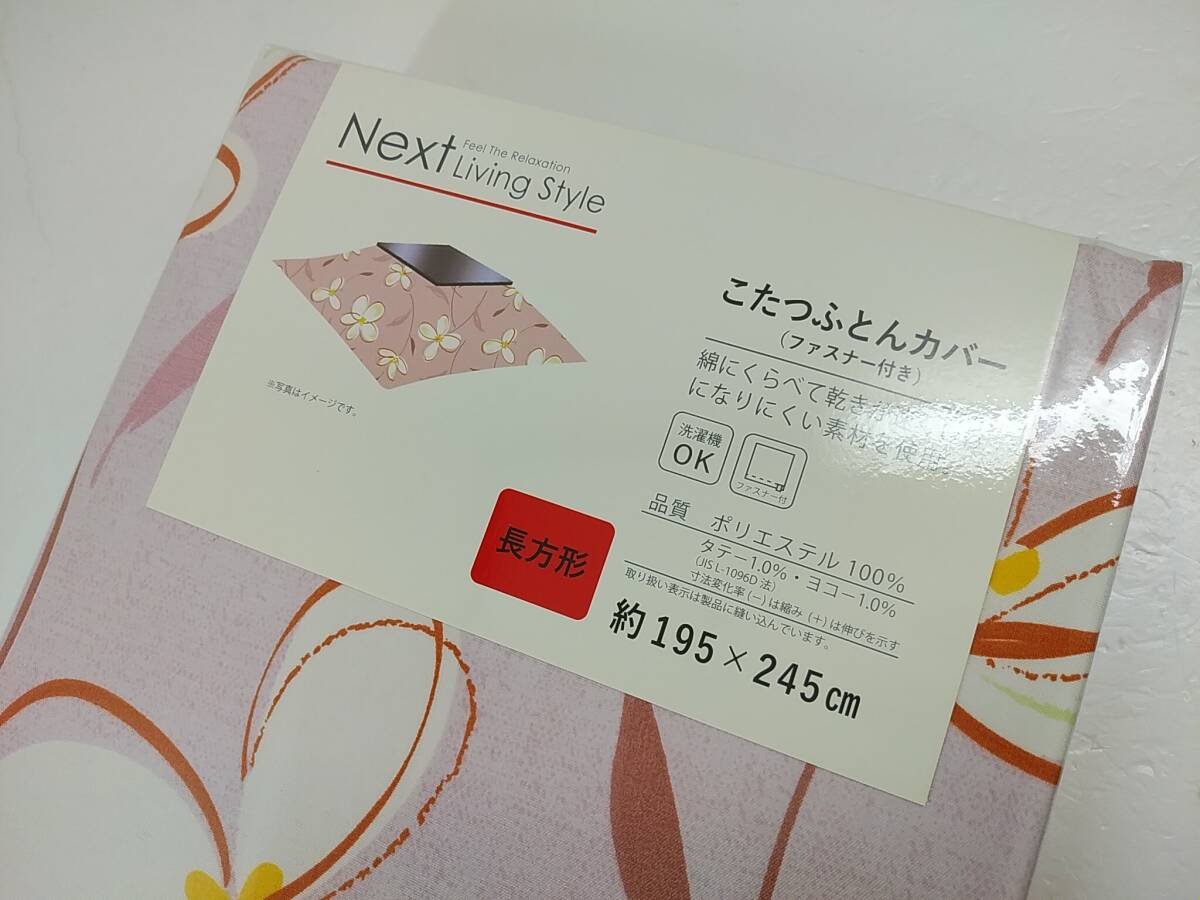 Next
Feel The Relaxation
Living Style
※写真はイメージです。
こたつふとんカバー
(ファスナー付き)
綿にくらべて乾き
になりにくい素材を使用。
洗濯機
OK
ファスナー付
品質 ポリエステル 100%
タテー1.0%・ヨコー1.0%
(JIS L-1096D 法)
寸法変化率 (ー) は縮み (+) は伸びを示す
取り扱い表示は製品に縫い込んでいます。
長方形
約195×245cm